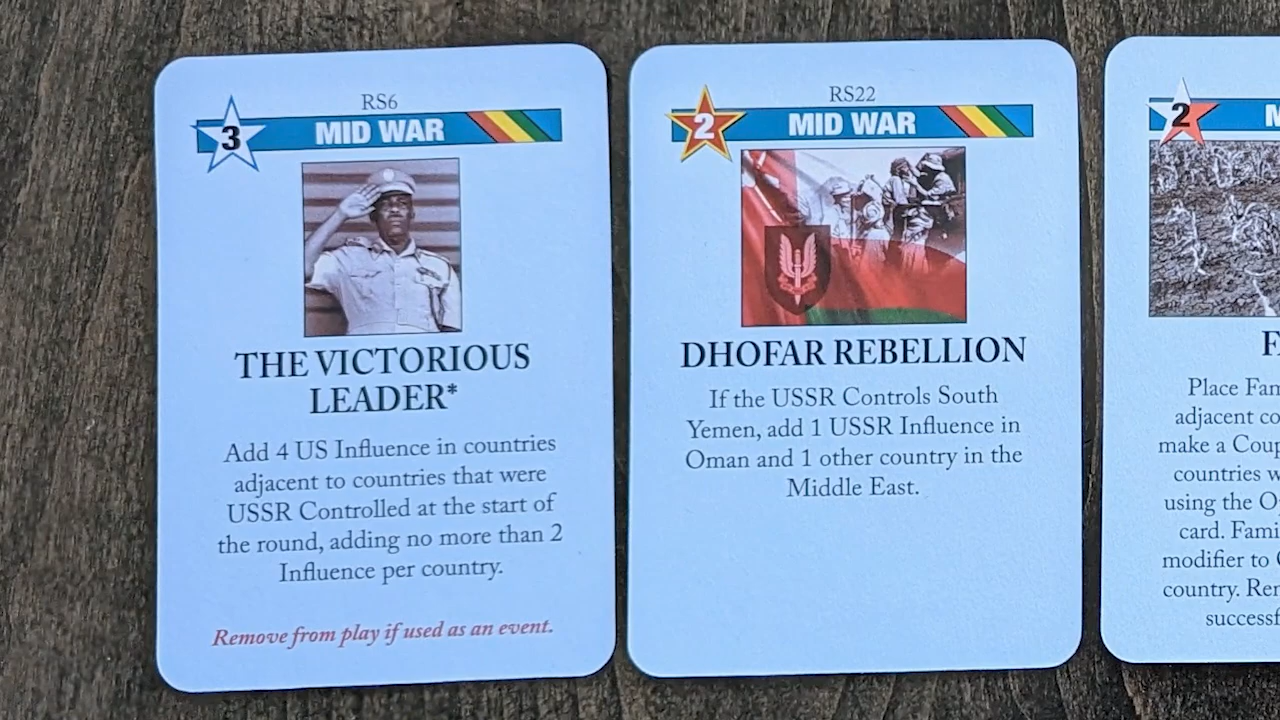 RS6
3
MID WAR
THE VICTORIOUS
LEADER*
Add 4 US Influence in countries
adjacent to countries that were
USSR Controlled at the start of
the round, adding no more than 2
Influence per country.
Remove from play if used as an event.
RS22
2
MID WAR
DHOFAR REBELLION
If the USSR Controls South
Yemen, add 1 USSR Influence in
Oman and 1 other country in the
Middle East.
2
M
F
Place Fam
adjacent co
make a Coup
countries w
using the Op
card. Fami
modifier to
country. Rem
successf